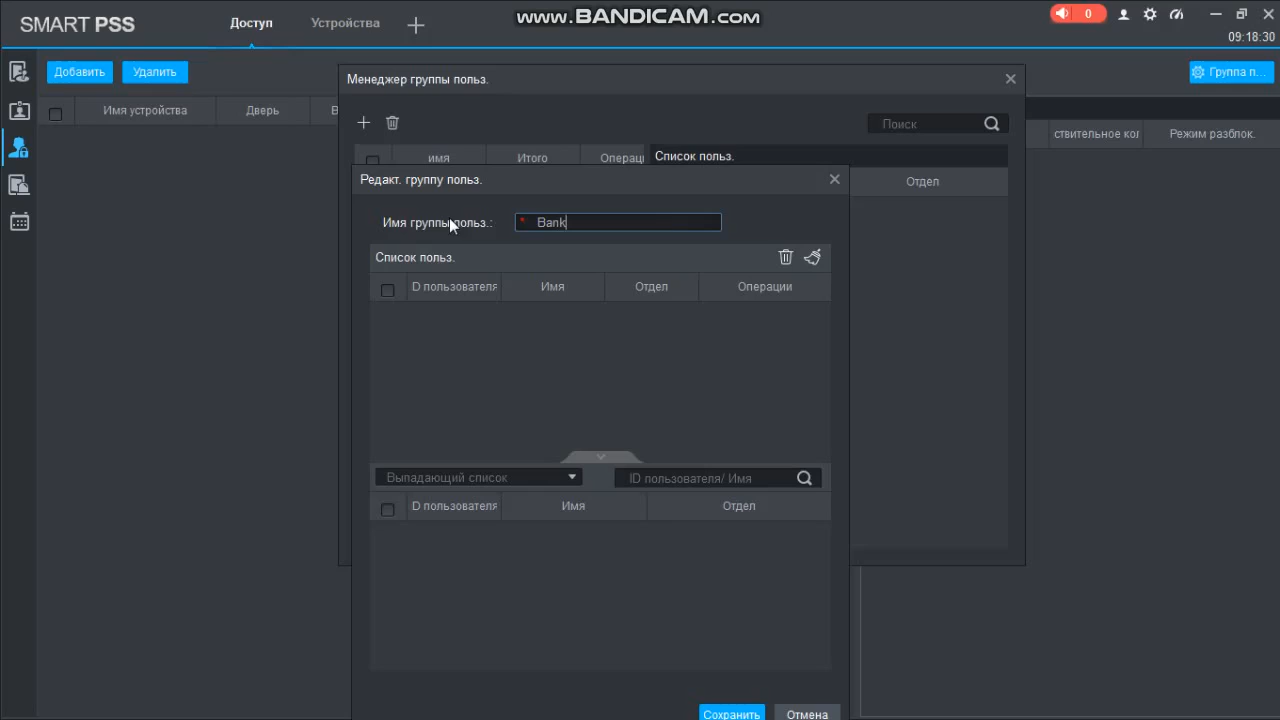 SMART PSS
Доступ
Устройства
www.BANDICAM.com
0
09:18:30
Добавить
Удалить
Менеджер группы польз.
Группа п...
Имя устройства
Дверь
Поиск
ствительное кол
Режим разблок.
имя
Итого
Операц
Список польз.
Отдел
Редакт. группу польз.
Имя группы польз.:
* Bank
Список польз.
D пользователя
Имя
Отдел
Операции
Выпадающий список
ID пользователя/ Имя
D пользователя
Имя
Отдел
Сохранить
Отмена